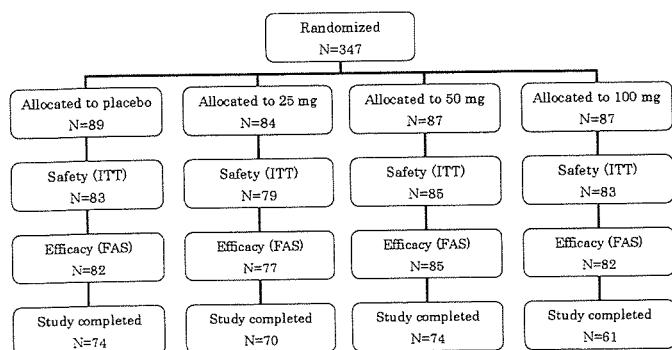 Randomized
N=347
Allocated to placebo
N=89
Allocated to 25 mg
N=84
Allocated to 50 mg
N=87
Allocated to 100 mg
N=87
Safety (ITT)
N=83
Safety (ITT)
N=79
Safety (ITT)
N=85
Safety (ITT)
N=83
Efficacy (FAS)
N=82
Efficacy (FAS)
N=77
Efficacy (FAS)
N=85
Efficacy (FAS)
N=82
Study completed
N=74
Study completed
N=70
Study completed
N=74
Study completed
N=61